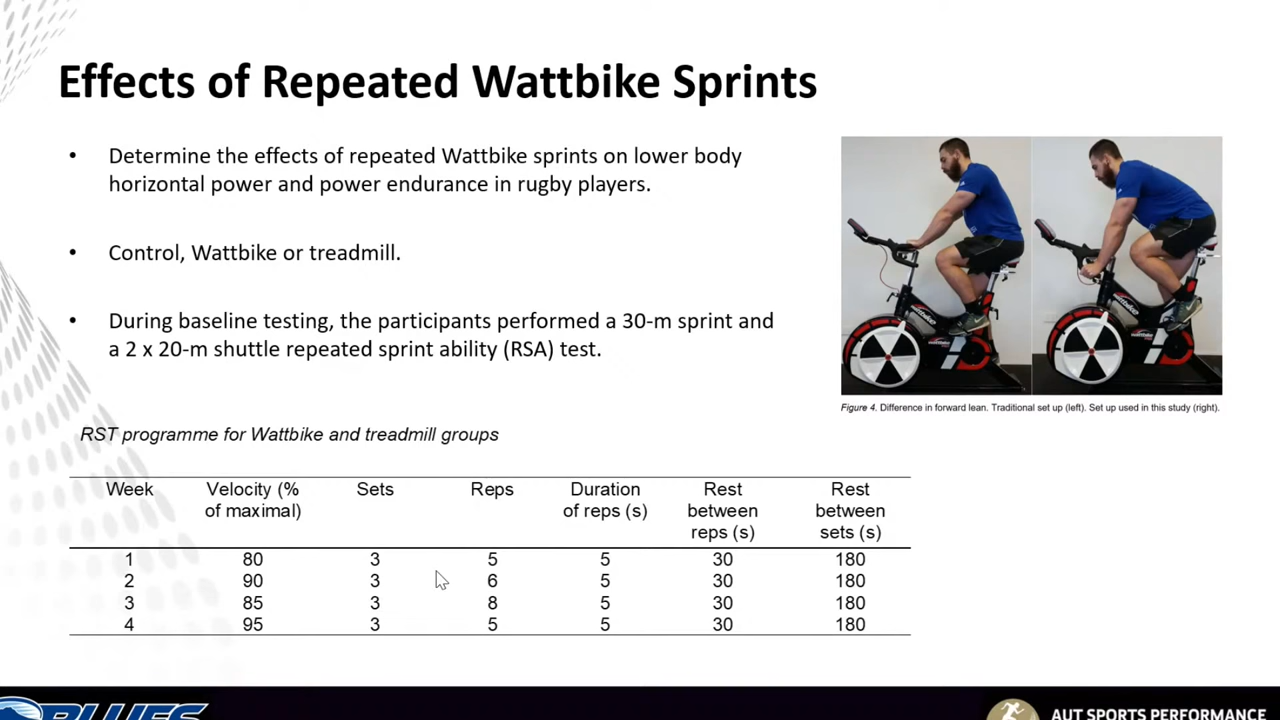 Effects of Repeated Wattbike Sprints
• Determine the effects of repeated Wattbike sprints on lower body
horizontal power and power endurance in rugby players.
• Control, Wattbike or treadmill.
• During baseline testing, the participants performed a 30-m sprint and
a 2 x 20-m shuttle repeated sprint ability (RSA) test.
Figure 4. Difference in forward lean. Traditional set up (left). Set up used in this study (right).
RST programme for Wattbike and treadmill groups
Week Velocity (% of maximal) Sets Reps Duration of reps (s) Rest between reps (s) Rest between sets (s)
1 80 3 5 5 30 180
2 90 3 6 5 30 180
3 85 3 8 5 30 180
4 95 3 5 5 30 180
BLUES
AUT SPORTS PERFORMANCE